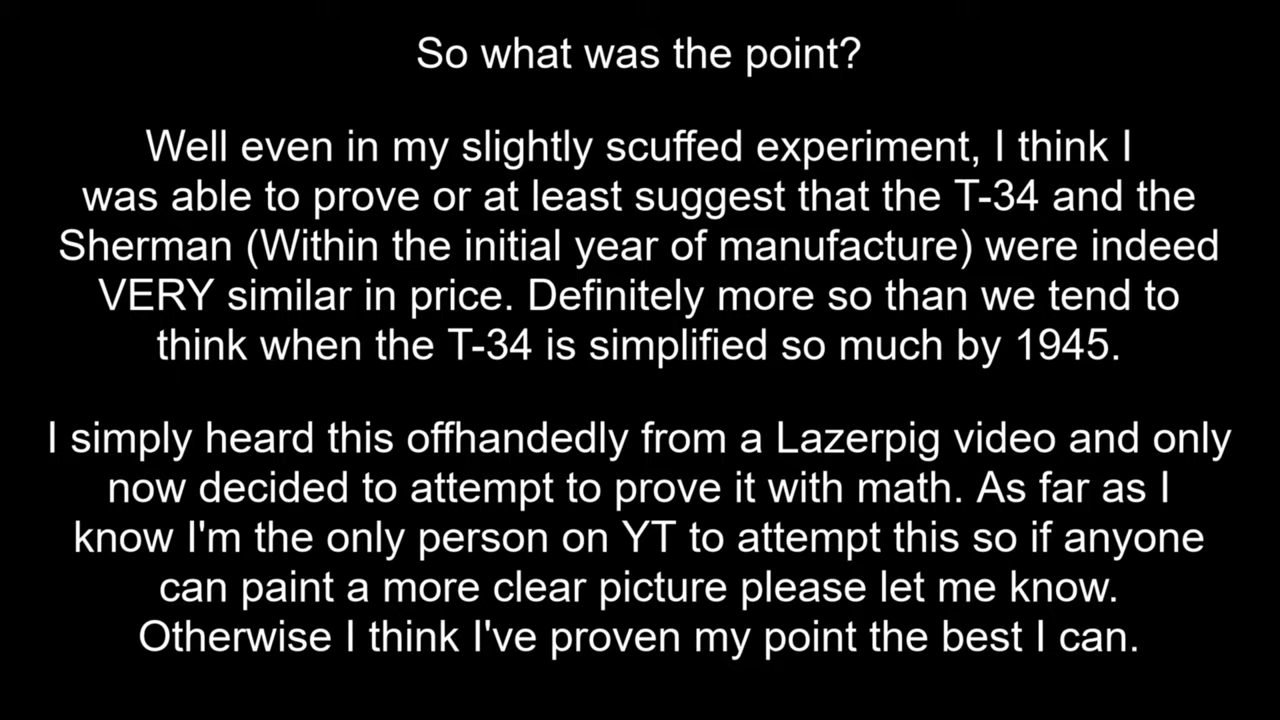 So what was the point?
Well even in my slightly scuffed experiment, I think I
was able to prove or at least suggest that the T-34 and the
Sherman (Within the initial year of manufacture) were indeed
VERY similar in price. Definitely more so than we tend to
think when the T-34 is simplified so much by 1945.
I simply heard this offhandedly from a Lazerpig video and only
now decided to attempt to prove it with math. As far as I
know I'm the only person on YT to attempt this so if anyone
can paint a more clear picture please let me know.
Otherwise I think I've proven my point the best I can.